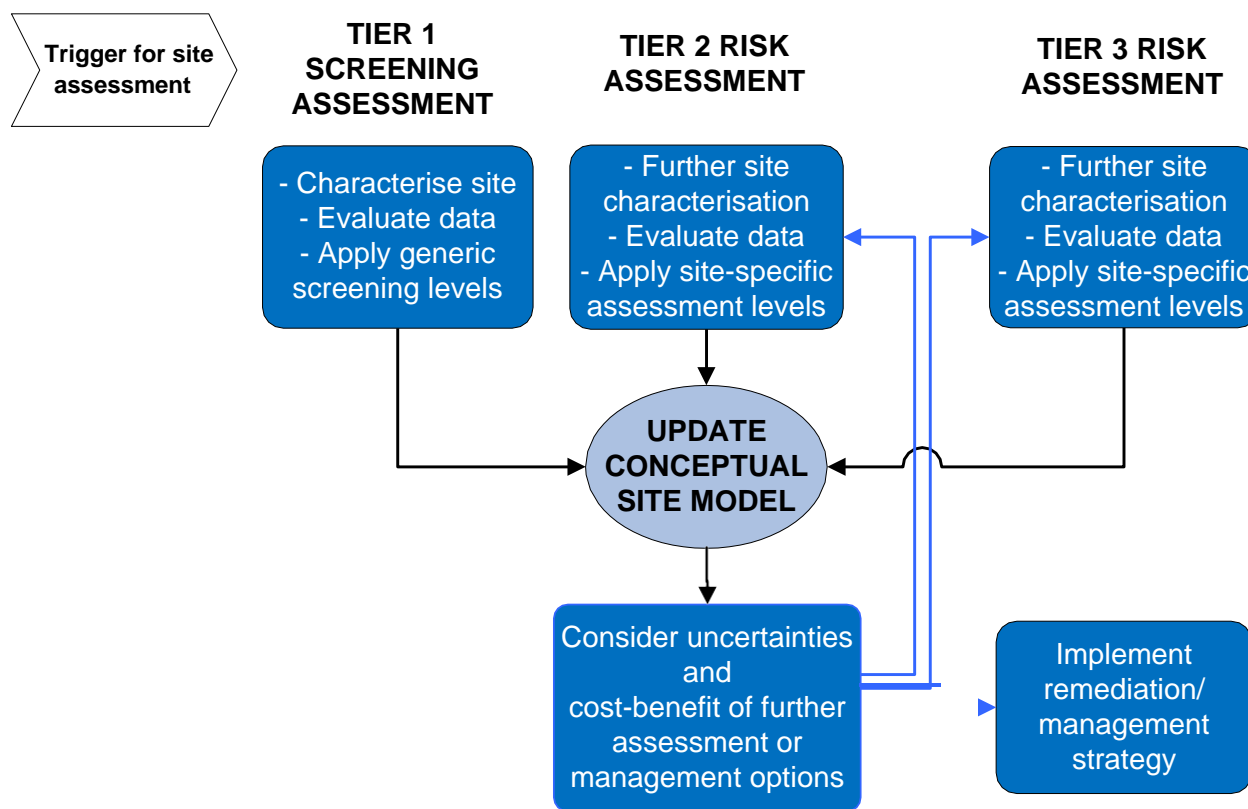 Trigger for site
assessment
TIER 1
SCREENING
ASSESSMENT
TIER 2 RISK
ASSESSMENT
TIER 3 RISK
ASSESSMENT
- Characterise site
- Evaluate data
- Apply generic
screening levels
- Further site
characterisation
- Evaluate data
- Apply site-specific
assessment levels
- Further site
characterisation
- Evaluate data
- Apply site-specific
assessment levels
UPDATE
CONCEPTUAL
SITE MODEL
Consider uncertainties
and
cost-benefit of further
assessment or
management options
Implement
remediation/
management
strategy